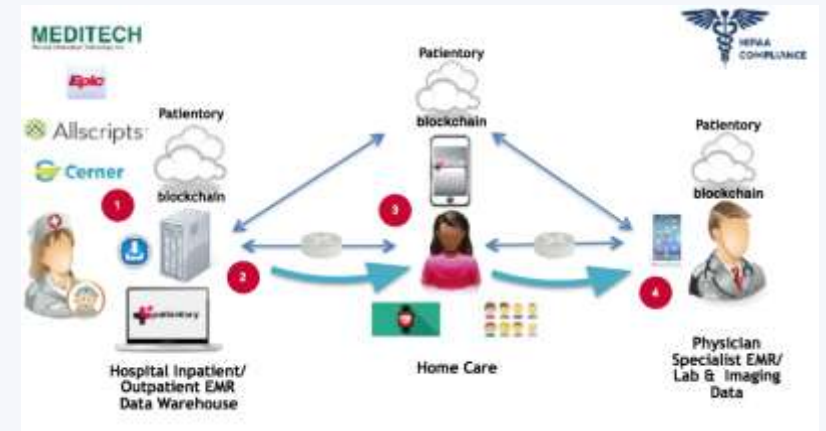 MEDITECH
Epic
Allscripts
Cerner
Patientory
blockchain
1
2
patientory
Hospital Inpatient/
Outpatient EMR
Data Warehouse
Patientory
blockchain
3
Home Care
HIPAA
COMPLIANCE
Patientory
blockchain
4
Physician
Specialist EMR/
Lab & Imaging
Data